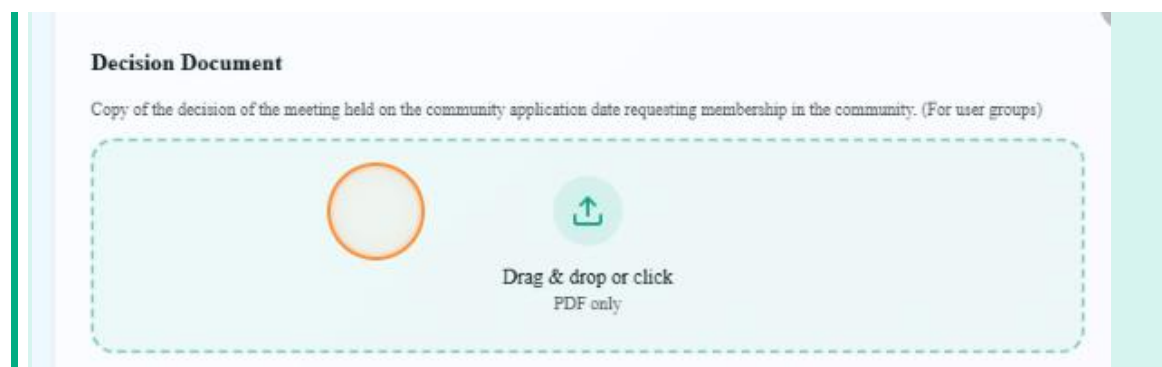 Decision Document
Copy of the decision of the meeting held on the community application date requesting membership in the community. (For user groups)
Drag & drop or click
PDF only